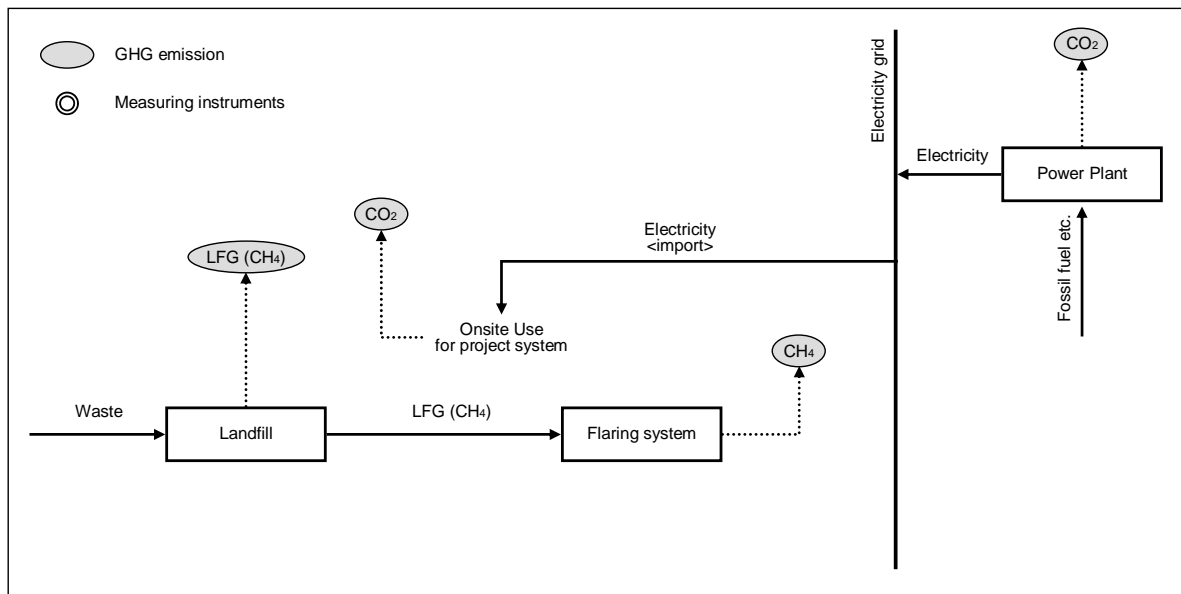 GHG emission
Measuring instruments
Electricity grid
CO₂
Electricity
Power Plant
Fossil fuel etc.
CO₂
Electricity
<import>
LFG (CH₄)
Onsite Use
for project system
CH₄
Waste
Landfill
LFG (CH₄)
Flaring system